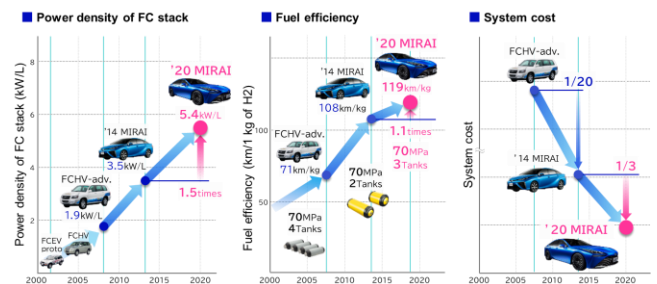 ■ Power density of FC stack
Power density of FC stack (kW/L)
8
6
4
2
2000 2005 2010 2015 2020
'20 MIRAI
5.4kW/L
'14 MIRAI
3.5kW/L
FCHV-adv.
1.9kW/L
1.5times
FCEV
proto
FCHV
■ Fuel efficiency
Fuel efficiency (km/1 kg of H2)
100
50
2000 2005 2010 2015 2020
'20 MIRAI
119km/kg
'14 MIRAI
108km/kg
FCHV-adv.
71km/kg
1.1times
70MPa
3Tanks
70MPa
2Tanks
70MPa
4Tanks
■ System cost
System cost
2000 2005 2010 2015 2020
FCHV-adv.
1/20
'14 MIRAI
1/3
'20 MIRAI